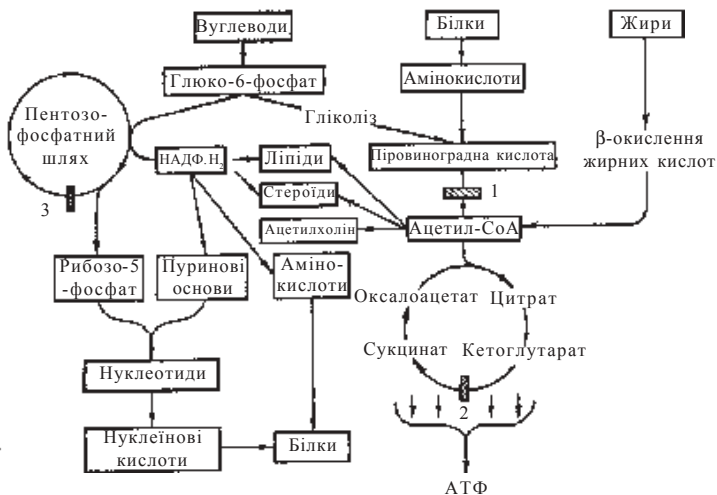 Вуглеводи
Білки
Жири
Глюко-6-фосфат
Амінокислоти
Пентозо-
фосфатний
шлях
Гліколіз
НАДФ.Н2
Ліпіди
Піровиноградна кислота
β-окислення
жирних кислот
Стероїди
1
3
Ацетилхолін
Ацетил-СоА
Рибозо-5
-фосфат
Пуринові
основи
Аміно-
кислоти
Оксалоацетат
Цитрат
Сукцинат
Кетоглутарат
Нуклеотиди
2
Нуклеїнові
кислоти
Білки
АТФ